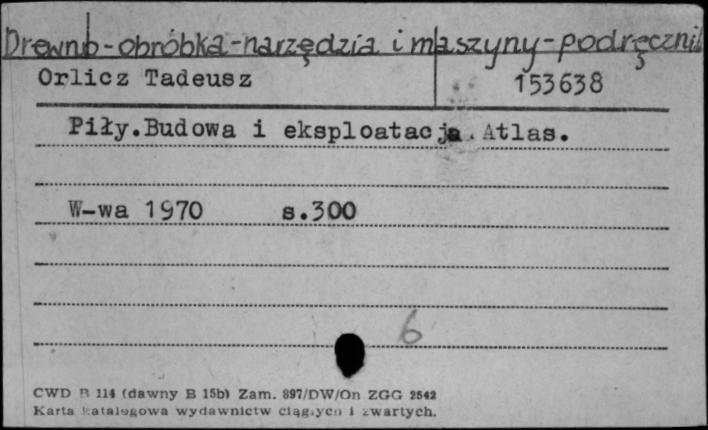 Drewno-obróbka-narzędzia i maszyny-podręcznik
Orlicz Tadeusz 153638
Piły.Budowa i eksploatacja.Atlas.
W-wa 1970 s.300
6
CWD B 114 (dawny B 15b) Zam. 897/DW/On ZGG 2542
Karta katalogowa wydawnictw ciągłych i zwartych.